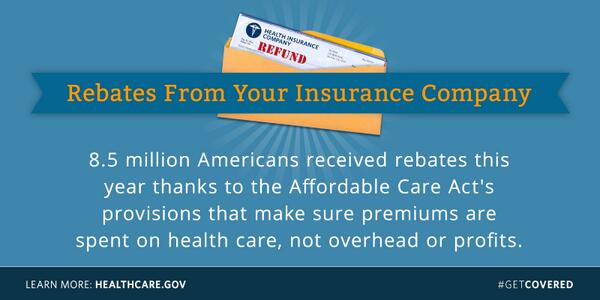 HEALTH INSURANCE
COMPANY
REFUND
Rebates From Your Insurance Company
8.5 million Americans received rebates this
year thanks to the Affordable Care Act's
provisions that make sure premiums are
spent on health care, not overhead or profits.
LEARN MORE: HEALTHCARE.GOV
#GETCOVERED